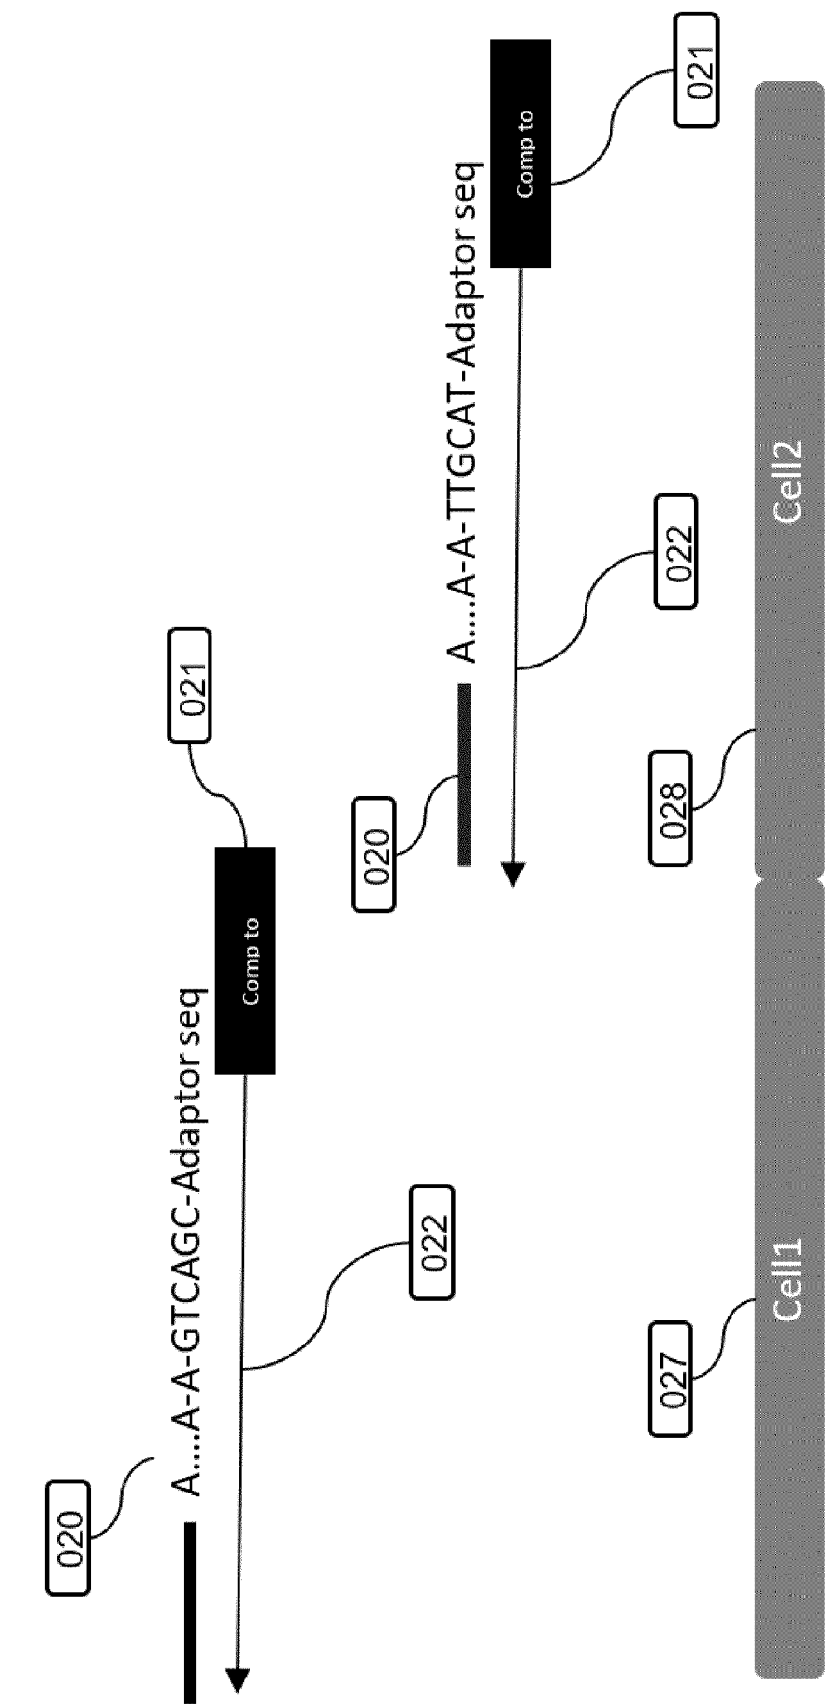 020
A....A-A-GTCAGC-Adaptor seq
021
Comp to
022
020
A....A-A-TTGCAT-Adaptor seq
Comp to
021
022
027
028
Cell1
Cell2